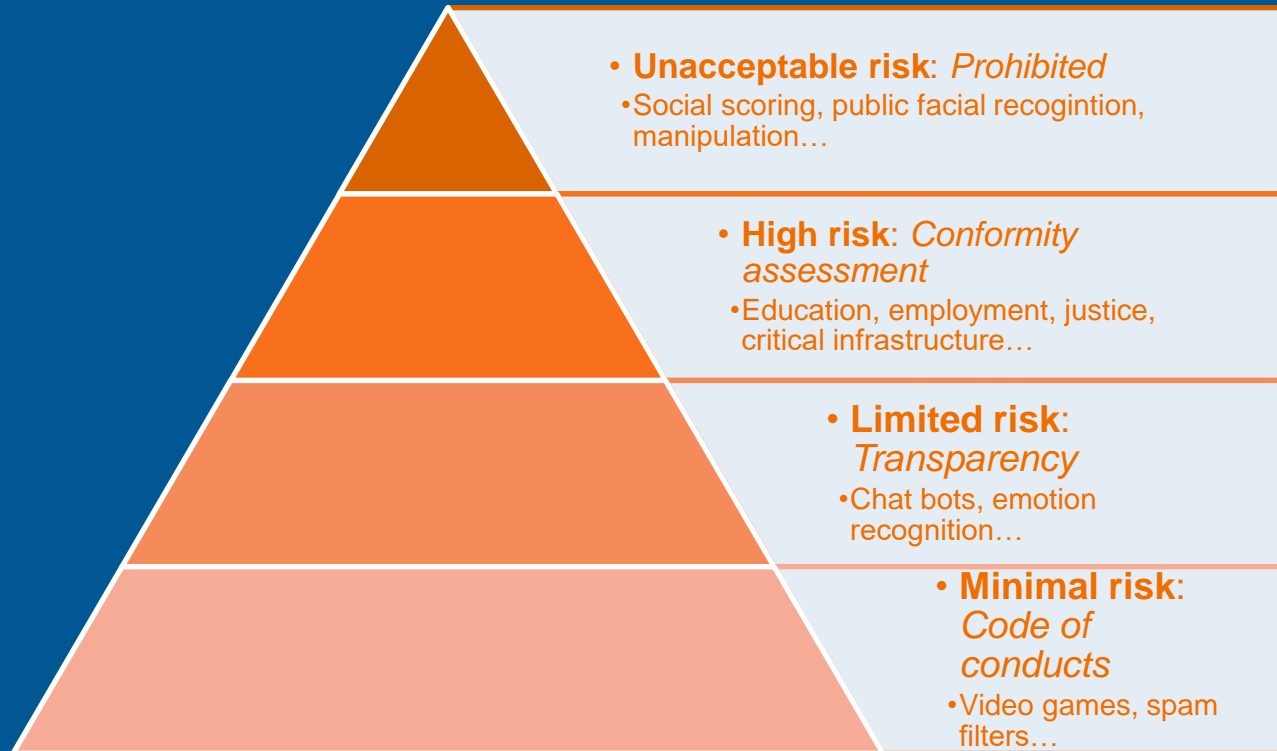 • Unacceptable risk: Prohibited
•Social scoring, public facial recogintion,
manipulation…
• High risk: Conformity
assessment
•Education, employment, justice,
critical infrastructure…
• Limited risk:
Transparency
•Chat bots, emotion
recognition…
• Minimal risk:
Code of
conducts
•Video games, spam
filters…